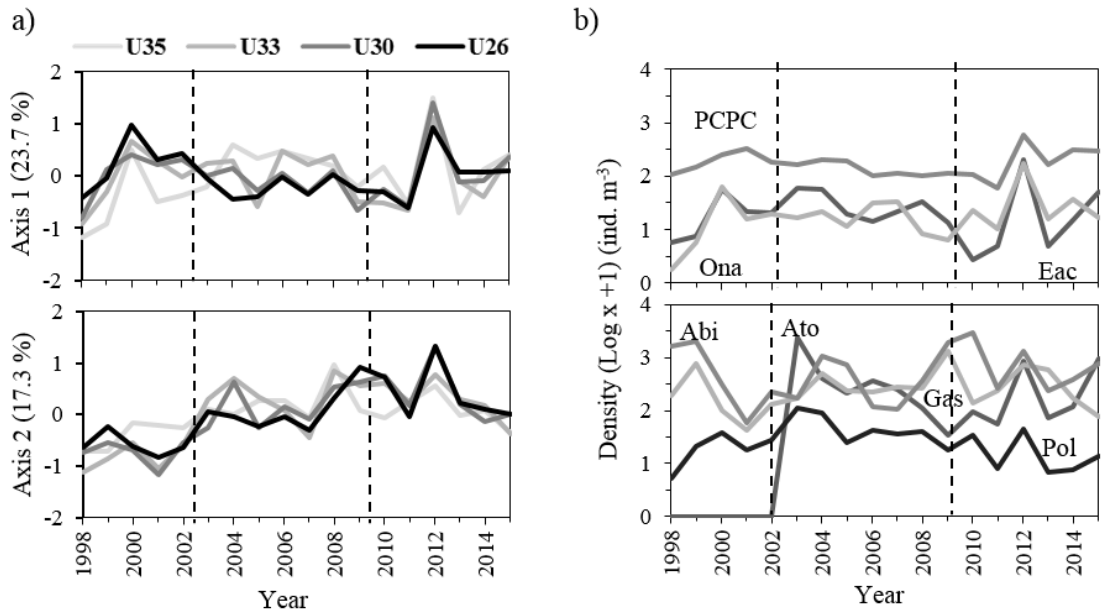 a)
U35 U33 U30 U26
Axis 1 (23.7 %)
2
1
0
-1
-2
Axis 2 (17.3 %)
2
1
0
-1
-2
1998 2000 2002 2004 2006 2008 2010 2012 2014
Year
b)
Density (Log x +1) (ind. m-3)
4
3
2
1
0
PCPC
Ona
Eac
4
3
2
1
0
Abi
Ato
Gas
Pol
1998 2000 2002 2004 2006 2008 2010 2012 2014
Year